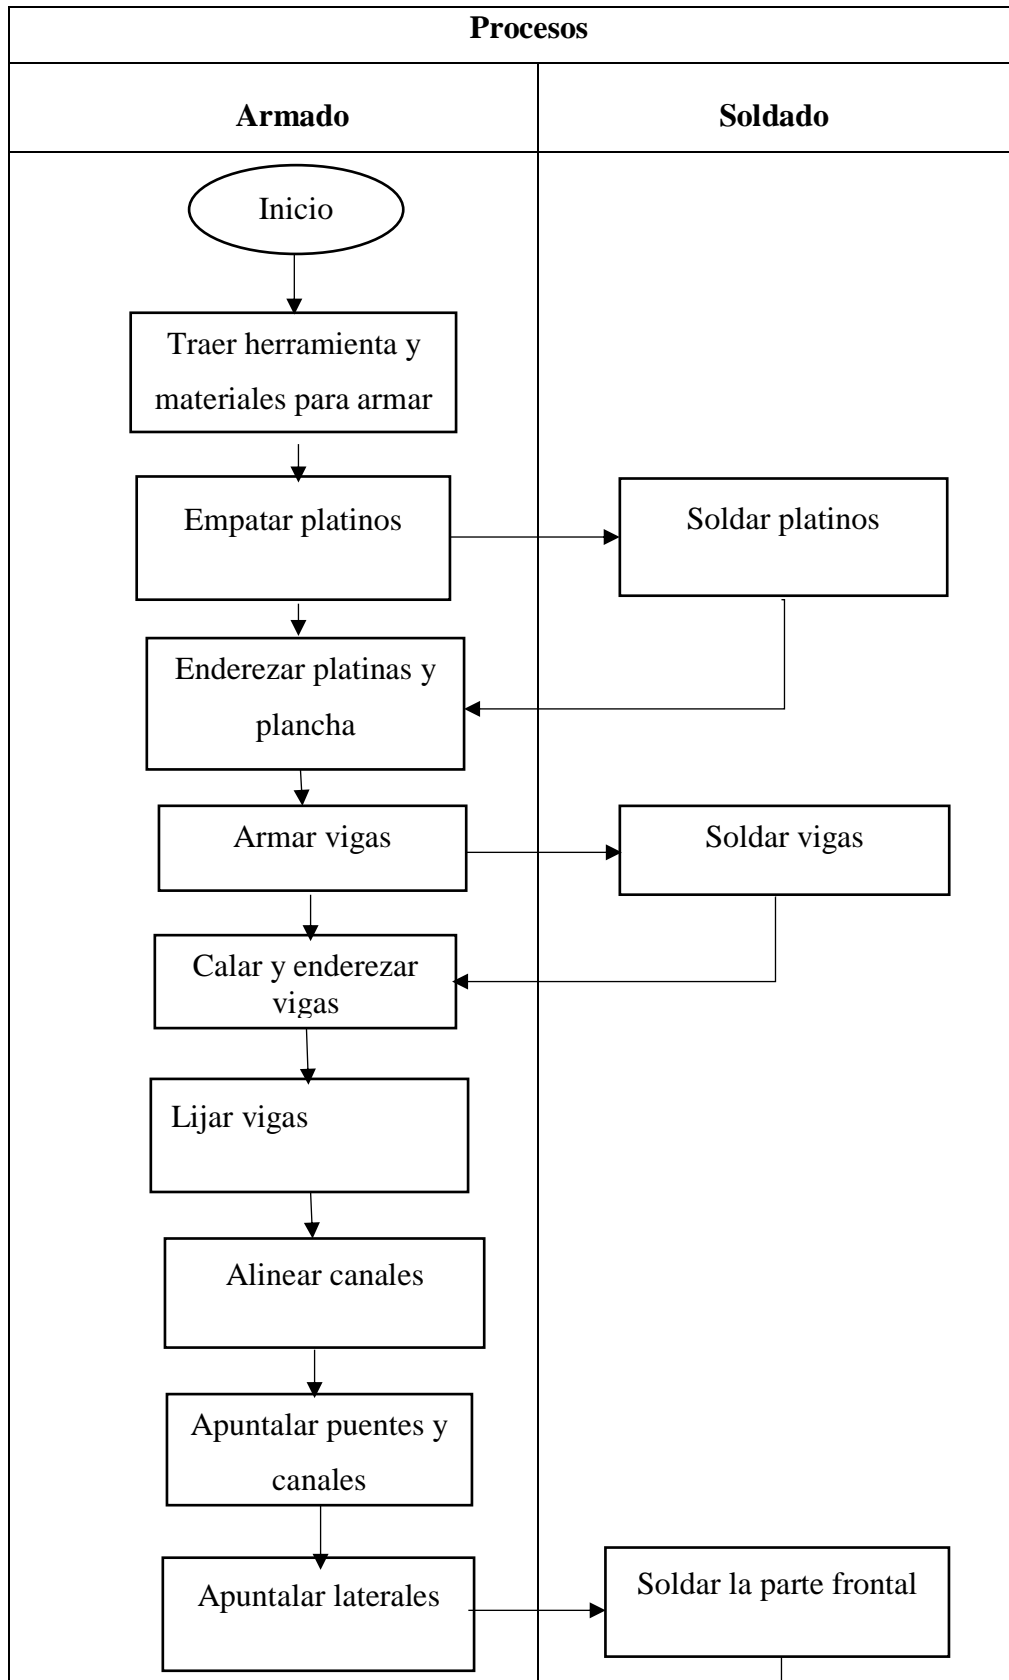 Procesos
Armado
Soldado
Inicio
Traer herramienta y
materiales para armar
Empatar platinos
Soldar platinos
Enderezar platinas y
plancha
Armar vigas
Soldar vigas
Calar y enderezar
vigas
Lijar vigas
Alinear canales
Apuntalar puentes y
canales
Apuntalar laterales
Soldar la parte frontal